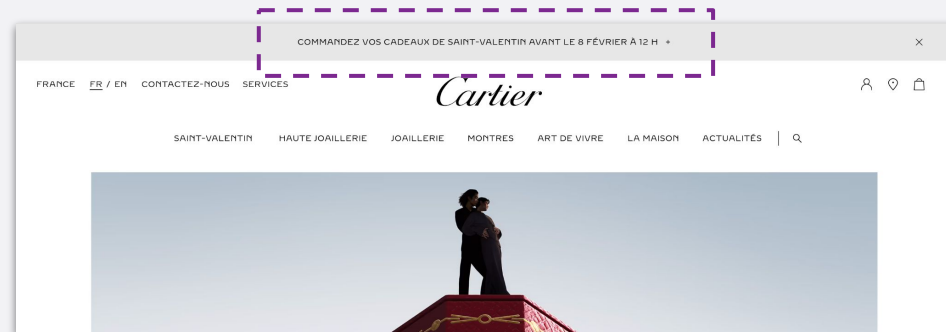 COMMANDEZ VOS CADEAUX DE SAINT-VALENTIN AVANT LE 8 FÉVRIER À 12 H +
FRANCE FR / EN CONTACTEZ-NOUS SERVICES
Cartier
SAINT-VALENTIN HAUTE JOAILLERIE JOAILLERIE MONTRES ART DE VIVRE LA MAISON ACTUALITÉS